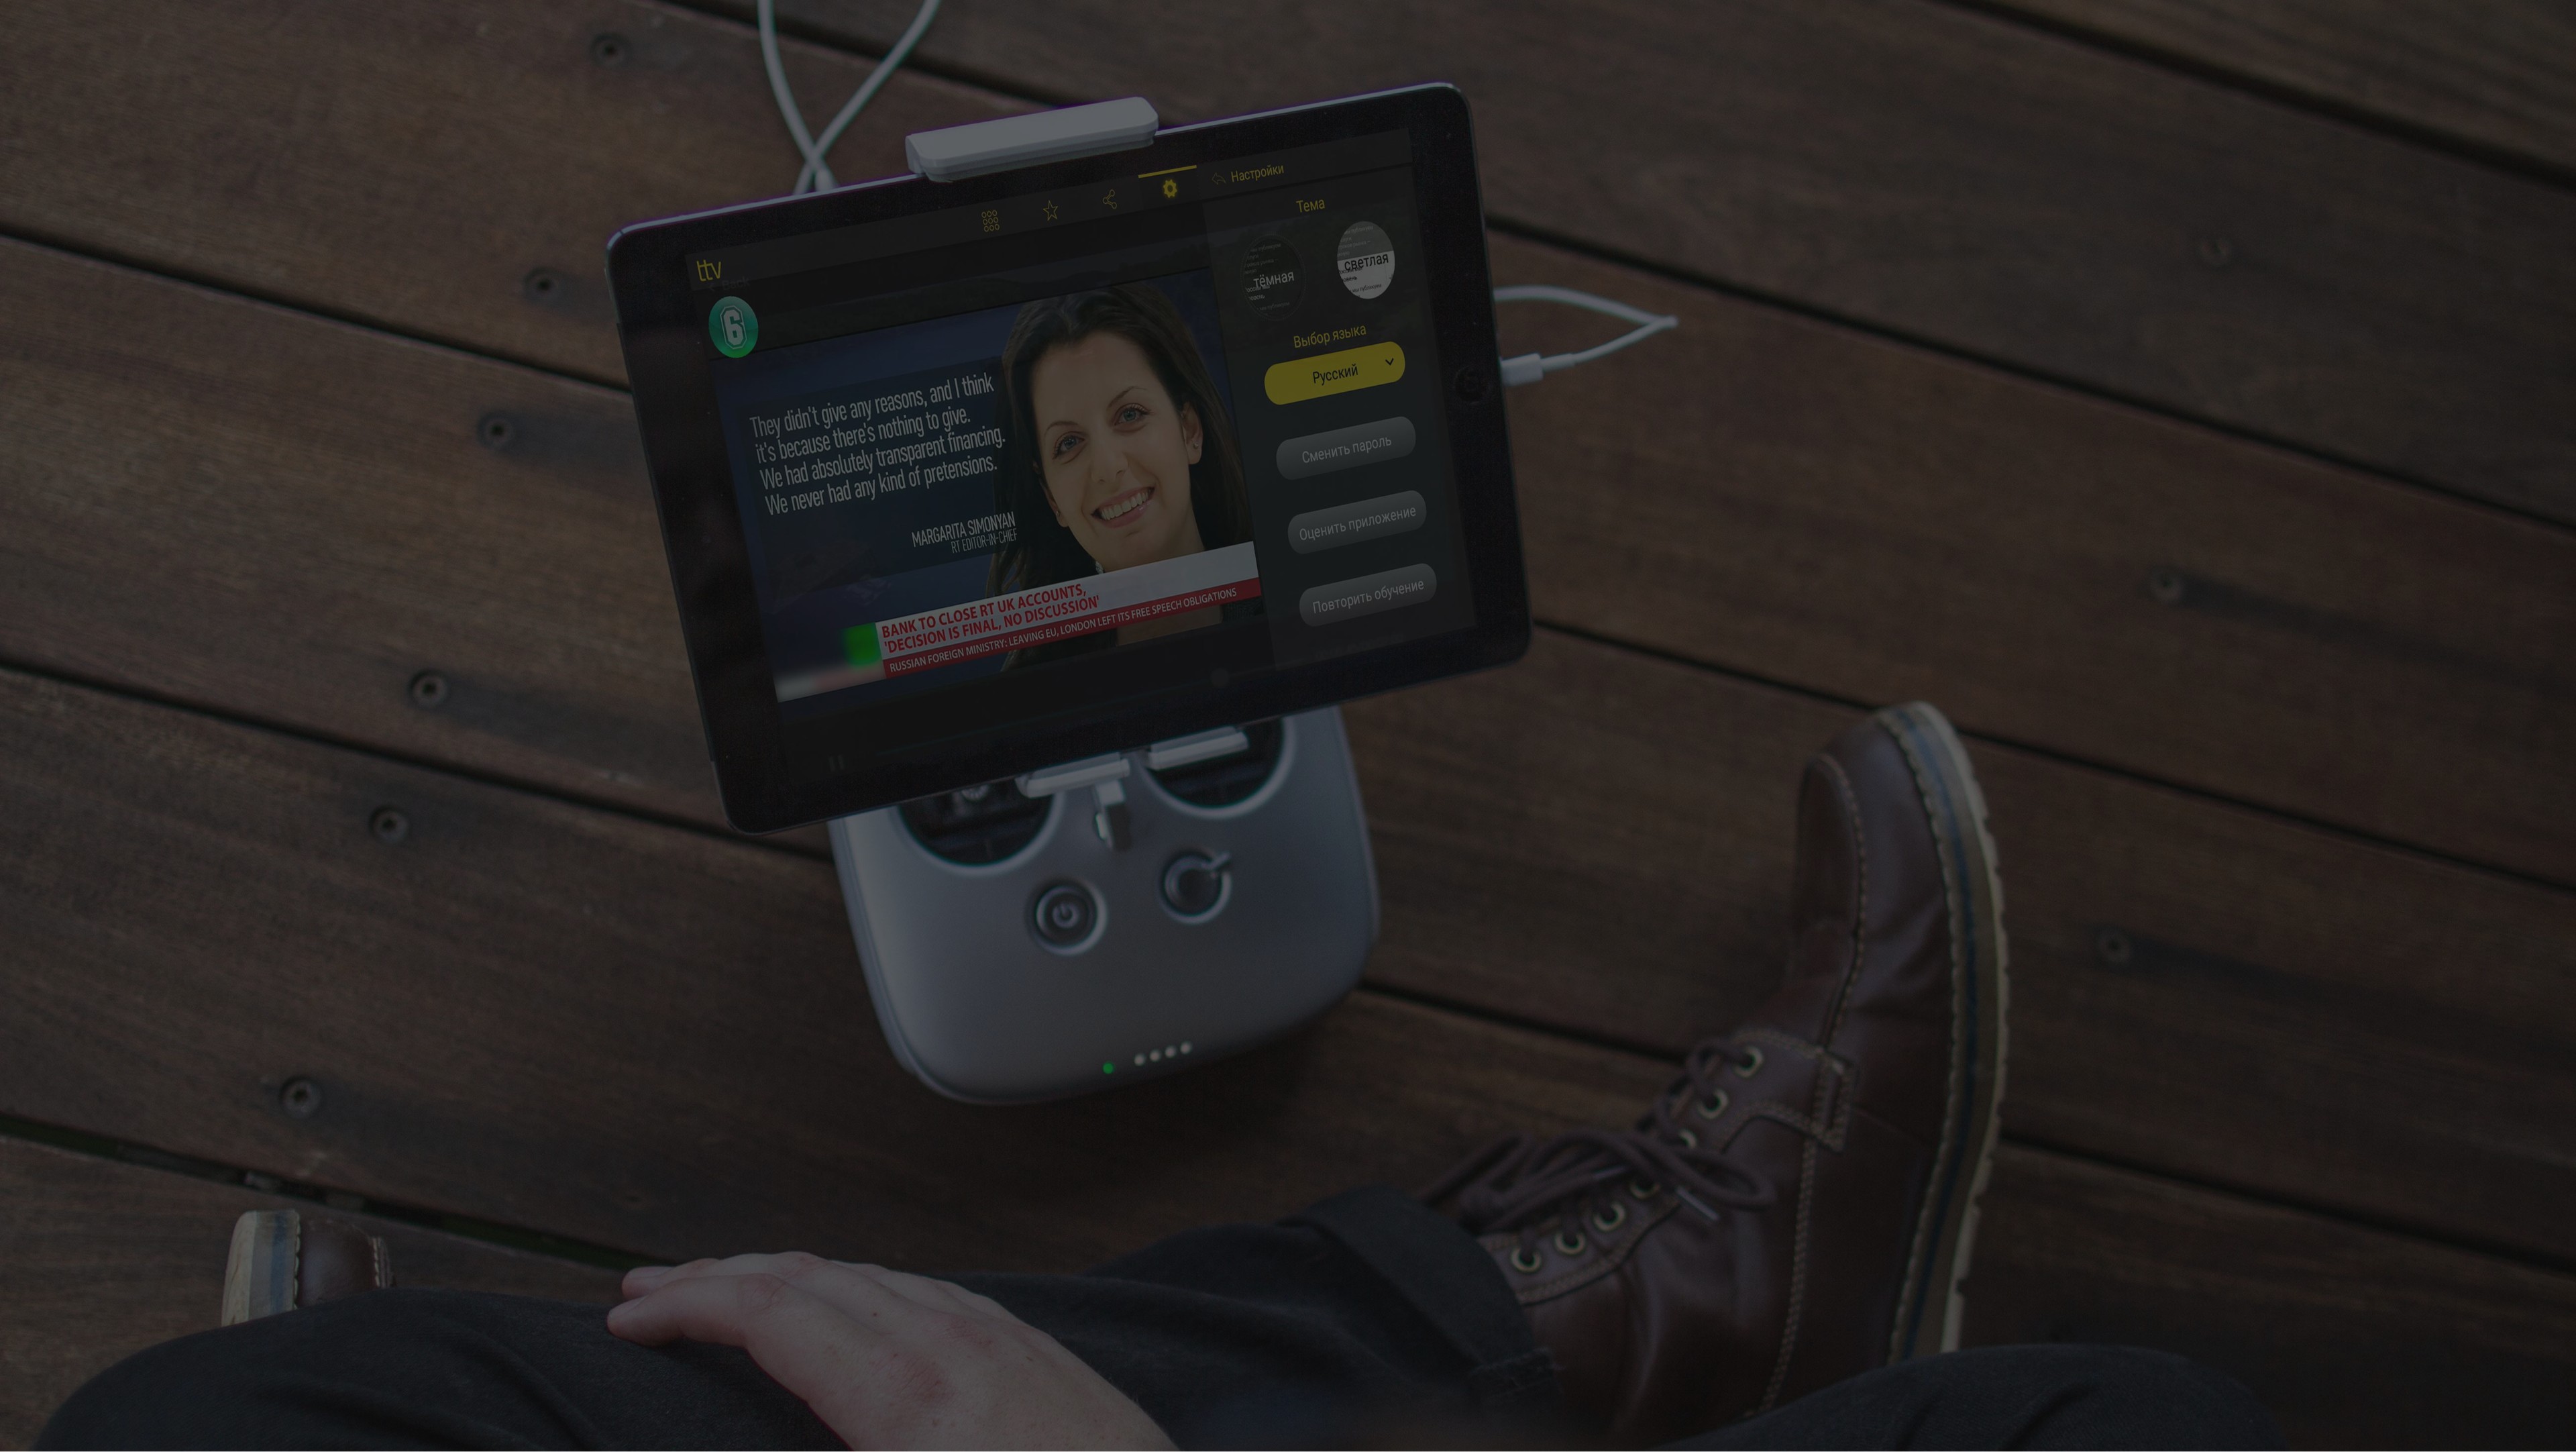 ttv
Настройки
6
Тема
тёмная
светлая
Выбор языка
Русский
Сменить пароль
Оценить приложение
Повторить обучение
They didn't give any reasons, and I think
it's because there's nothing to give.
We had absolutely transparent financing.
We never had any kind of pretensions.
MARGARITA SIMONYAN
RT EDITOR-IN-CHIEF
BANK TO CLOSE RT UK ACCOUNTS,
'DECISION IS FINAL, NO DISCUSSION'
RUSSIAN FOREIGN MINISTRY: LEAVING EU, LONDON LEFT ITS FREE SPEECH OBLIGATIONS